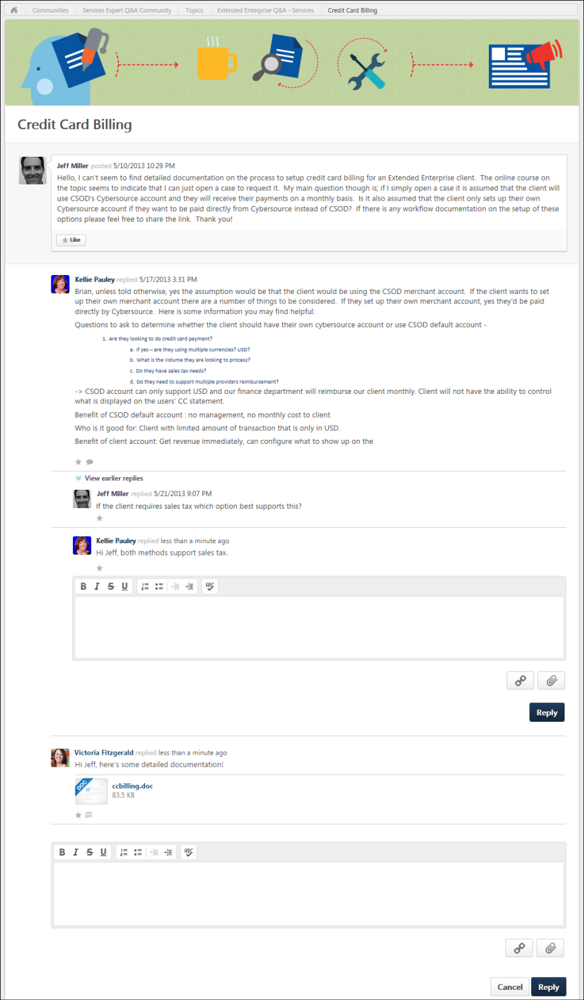 Communities Services Expert Q&A Community Topics Extended Enterprise Q&A - Services Credit Card Billing
Credit Card Billing
Jeff Miller posted 5/10/2013 10:29 PM
Hello, I can't seem to find detailed documentation on the process to setup credit card billing for an Extended Enterprise client. The online course on
the topic seems to indicate that I can just open a case to request it. My main question though is; if I simply open a case it is assumed that the client will
use CSOD's Cybersource account and they will receive their payments on a monthly basis. Is it also assumed that the client only sets up their own
Cybersource account if they want to be paid directly from Cybersource instead of CSOD? If there is any workflow documentation on the setup of these
options please feel free to share the link. Thank you!
Like
Kellie Pauley replied 5/17/2013 3:31 PM
Brian, unless told otherwise, yes the assumption would be that the client would be using the CSOD merchant account. If the client wants to set
up their own merchant account there are a number of things to be considered. If they set up their own merchant account, yes they'd be paid
directly by Cybersource. Here is some information you may find helpful:
Questions to ask to determine whether the client should have their own cybersource account or use CSOD default account -
1. Are they looking to do credit card payment?
a. If yes – are they using multiple currencies? USD?
b. What is the Volume they are looking to process?
c. Do they have sales tax needs?
d. Do they need to support multiple providers reimbursement?
-> CSOD account can only support USD and our finance department will reimburse our client monthly. Client will not have the ability to control
what is displayed on the users' CC statement.
Benefit of CSOD default account : no management, no monthly cost to client
Who is it good for: Client with limited amount of transaction that is only in USD.
Benefit of client account: Get revenue immediately, can configure what to show up on the
View earlier replies
Jeff Miller replied 5/21/2013 9:07 PM
If the client requires sales tax which option best supports this?
Kellie Pauley replied less than a minute ago
Hi Jeff, both methods support sales tax.
B I S U ABC
Reply
Victoria Fitzgerald replied less than a minute ago
Hi Jeff, here's some detailed documentation!
DOC W ccbilling.doc
83.5 KB
B I S U ABC
Cancel Reply